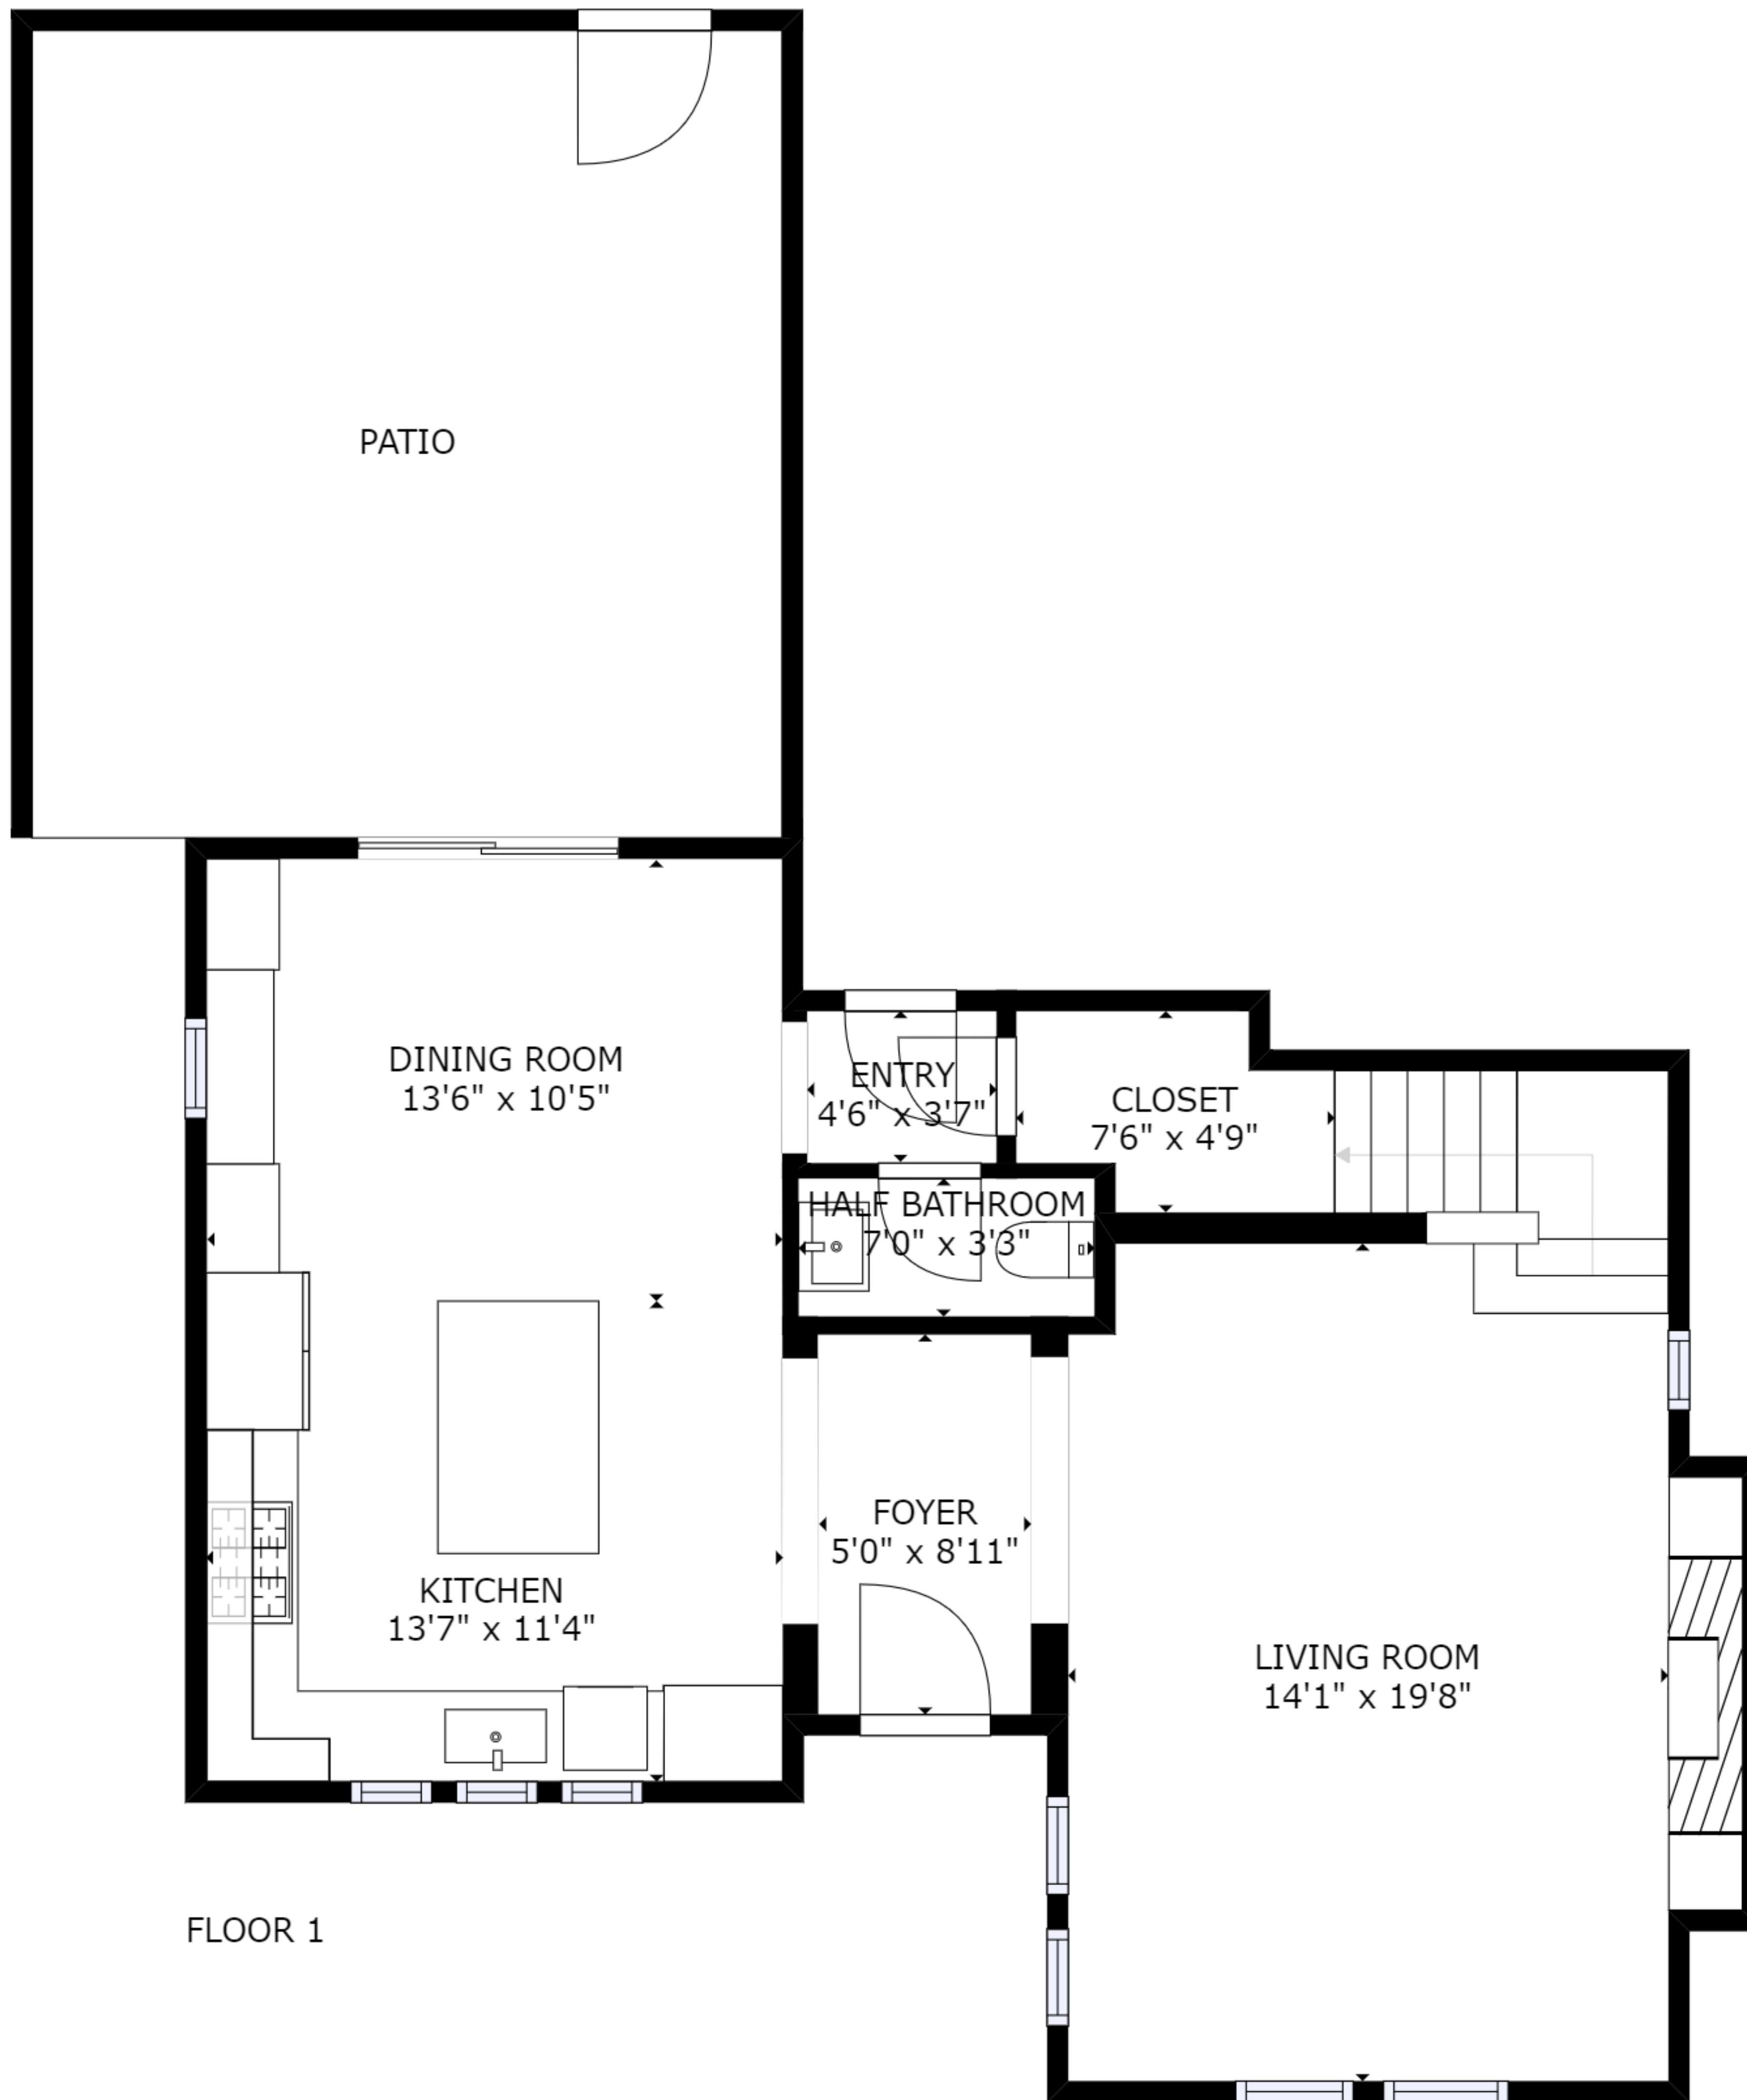 PATIO
DINING ROOM
13'6" x 10'5"
ENTRY
4'6" x 3'7"
CLOSET
7'6" x 4'9"
HALF BATHROOM
7'0" x 3'3"
FOYER
5'0" x 8'11"
KITCHEN
13'7" x 11'4"
LIVING ROOM
14'1" x 19'8"
FLOOR 1